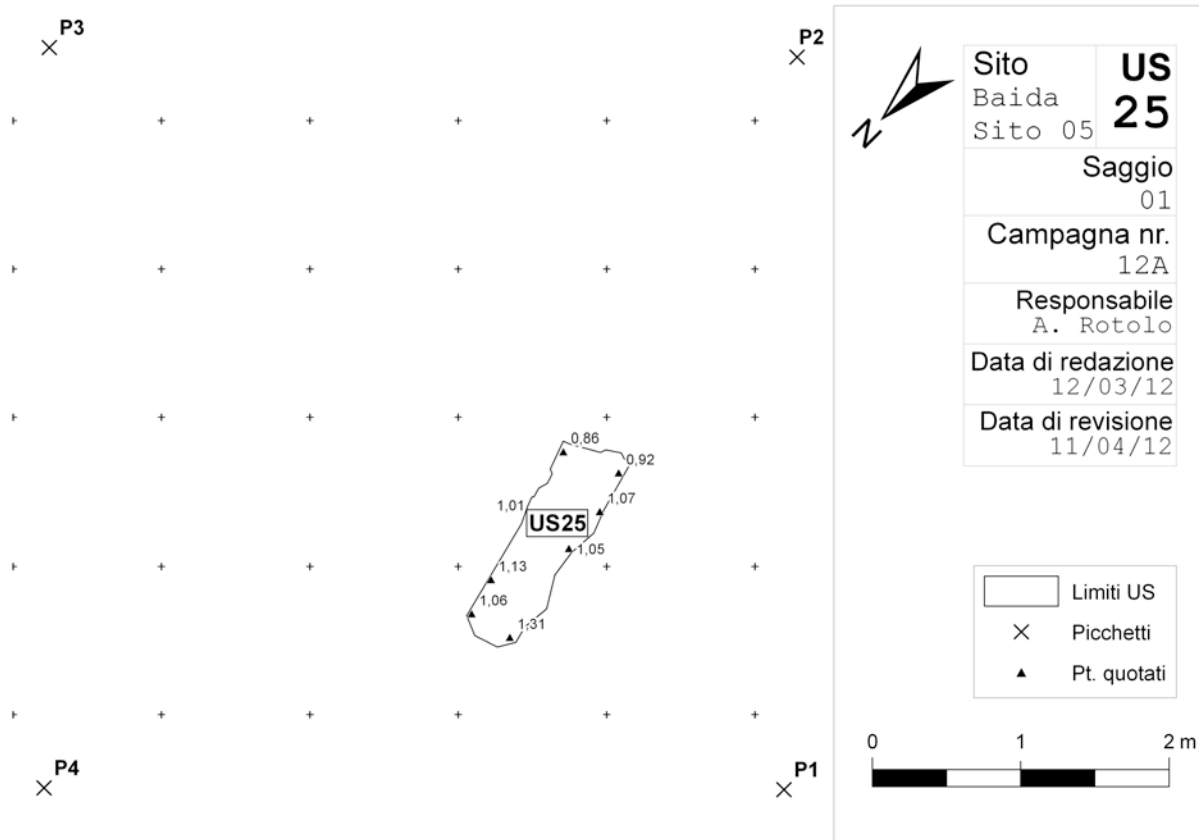 P3
P2
0,86
0,92
1,01
1,07
US25
1,05
1,13
1,06
1,31
P4
P1
N
Sito
Baida
Sito 05
US
25
Saggio
01
Campagna nr.
12A
Responsabile
A. Rotolo
Data di redazione
12/03/12
Data di revisione
11/04/12
Limiti US
Picchetti
Pt. quotati
0 1 2 m